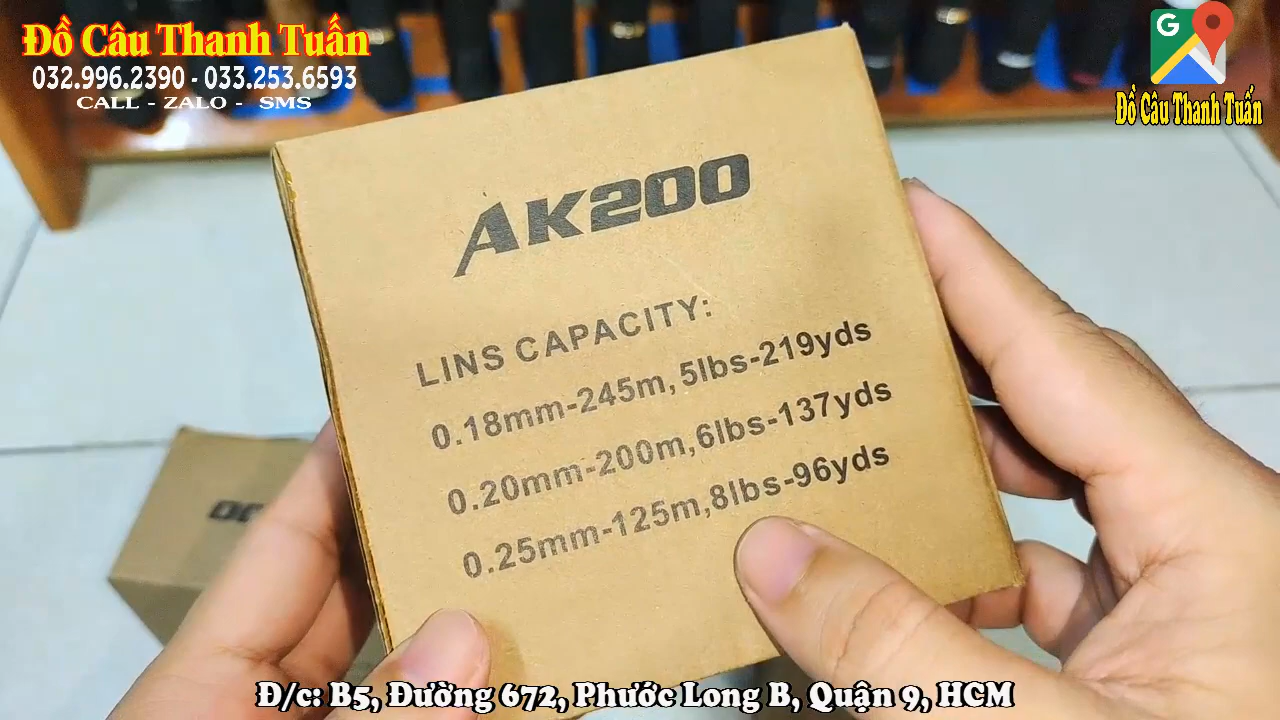 Đồ Câu Thanh Tuấn
032.996.2390 - 033.253.6593
CALL - ZALO - SMS
G
Đồ Câu Thanh Tuấn
AK200
LINS CAPACITY:
0.18mm-245m, 5lbs-219yds
0.20mm-200m,6lbs-137yds
0.25mm-125m,8lbs-96yds
Đ/c: B5, Đường 672, Phước Long B, Quận 9, HCM